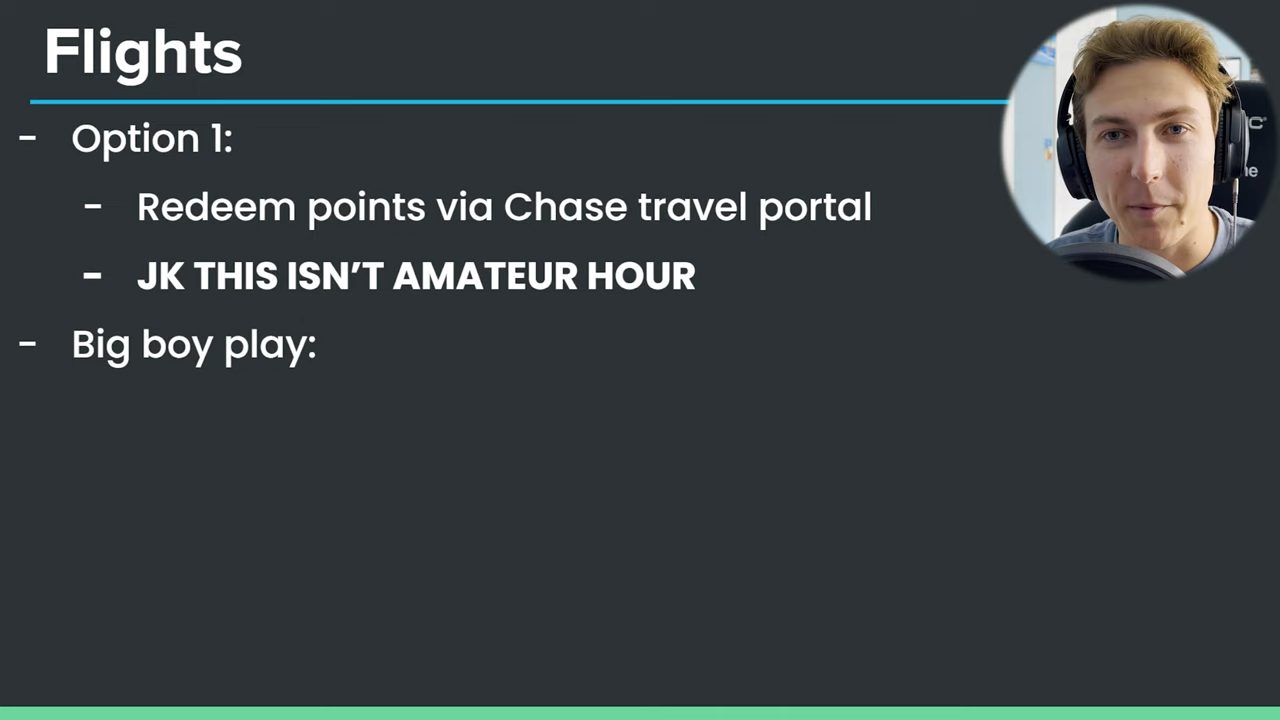 Flights
- Option 1:
- Redeem points via Chase travel portal
- JK THIS ISN’T AMATEUR HOUR
- Big boy play: